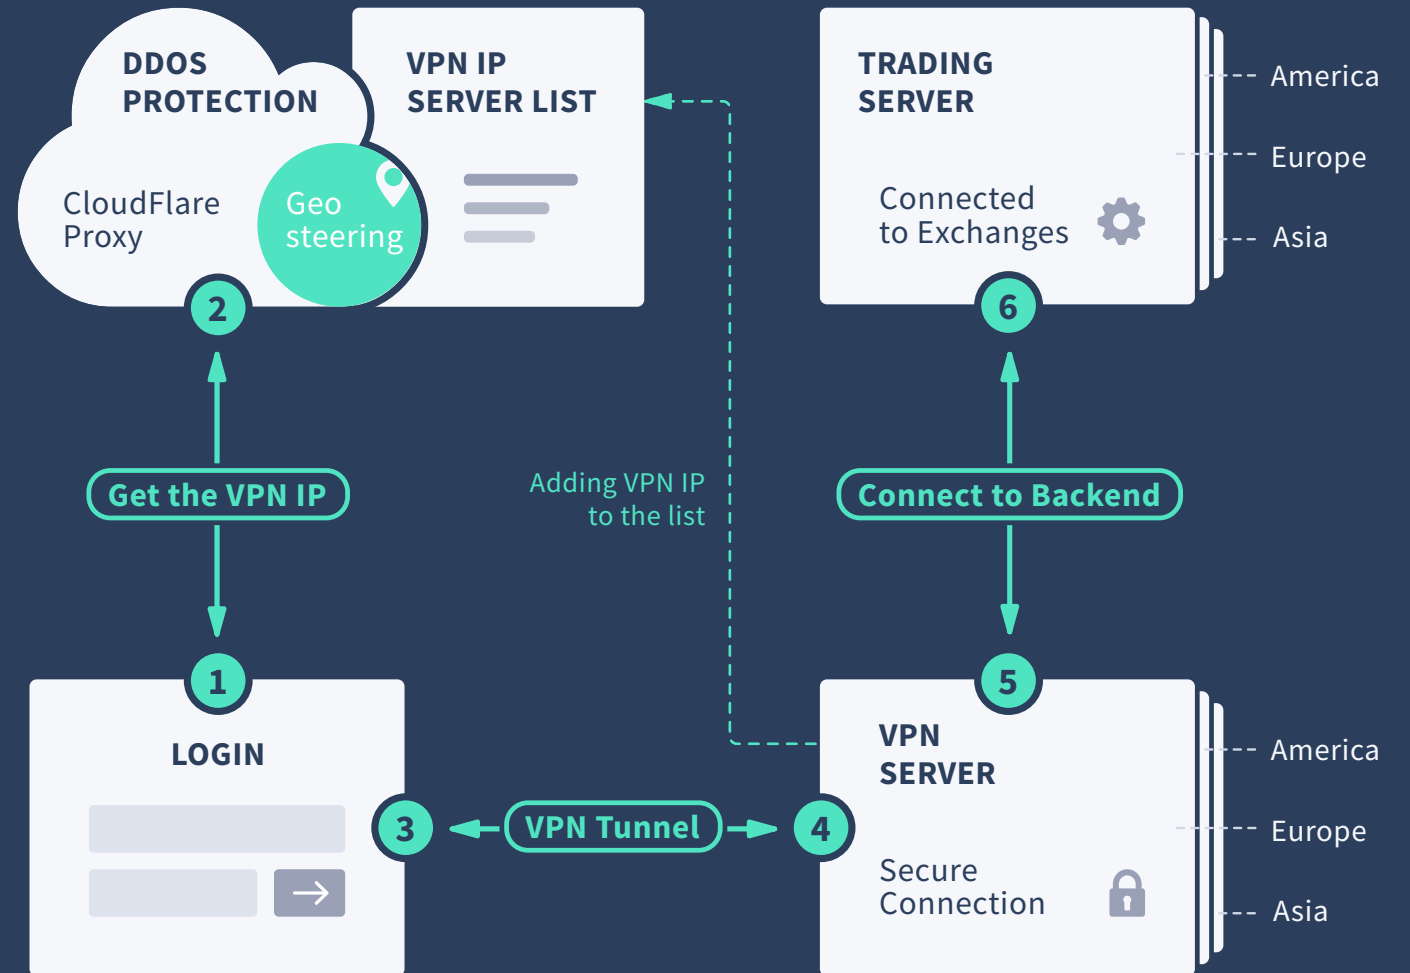 DDOS
PROTECTION
CloudFlare
Proxy
Geo
steering
2
VPN IP
SERVER LIST
TRADING
SERVER
Connected
to Exchanges
6
America
Europe
Asia
Get the VPN IP
Adding VPN IP
to the list
Connect to Backend
1
LOGIN
3
VPN Tunnel
4
5
VPN
SERVER
Secure
Connection
America
Europe
Asia